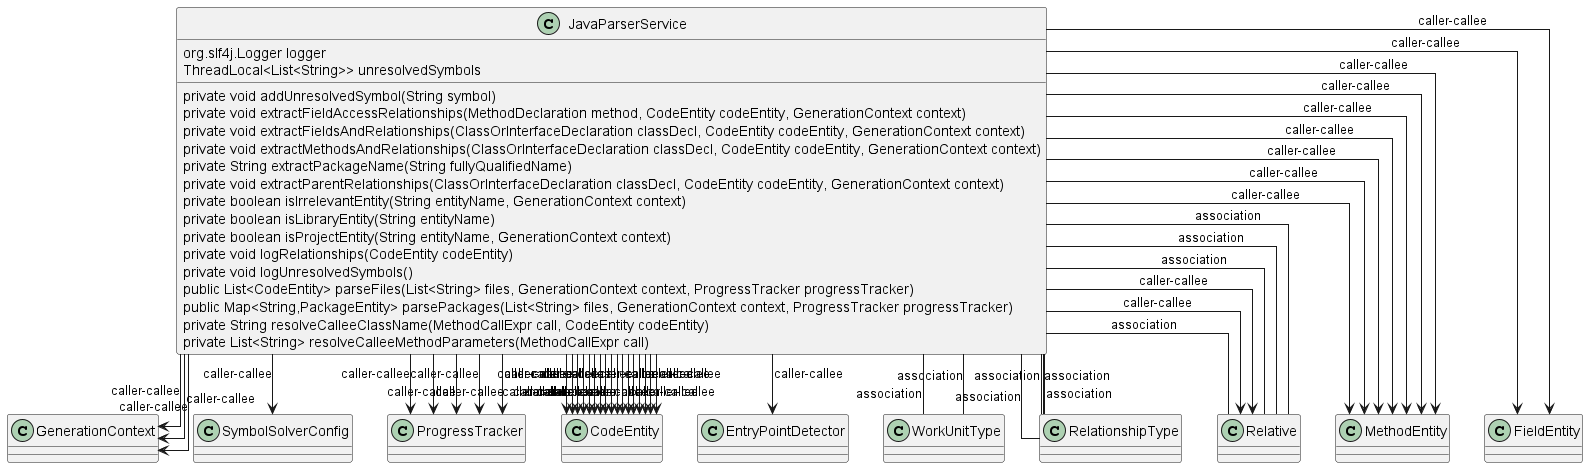 C JavaParserService
org.slf4j.Logger logger
ThreadLocal<List<String>> unresolvedSymbols
private void addUnresolvedSymbol(String symbol)
private void extractFieldAccessRelationships(MethodDeclaration method, CodeEntity codeEntity, GenerationContext context)
private void extractFieldsAndRelationships(ClassOrInterfaceDeclaration classDecl, CodeEntity codeEntity, GenerationContext context)
private void extractMethodsAndRelationships(ClassOrInterfaceDeclaration classDecl, CodeEntity codeEntity, GenerationContext context)
private String extractPackageName(String fullyQualifiedName)
private void extractParentRelationships(ClassOrInterfaceDeclaration classDecl, CodeEntity codeEntity, GenerationContext context)
private boolean isIrrelevantEntity(String entityName, GenerationContext context)
private boolean isLibraryEntity(String entityName)
private boolean isProjectEntity(String entityName, GenerationContext context)
private void logRelationships(CodeEntity codeEntity)
private void logUnresolvedSymbols()
public List<CodeEntity> parseFiles(List<String> files, GenerationContext context, ProgressTracker progressTracker)
public Map<String,PackageEntity> parsePackages(List<String> files, GenerationContext context, ProgressTracker progressTracker)
private String resolveCalleeClassName(MethodCallExpr call, CodeEntity codeEntity)
private List<String> resolveCalleeMethodParameters(MethodCallExpr call)
caller-callee
caller-callee
caller-callee
caller-callee
caller-callee
caller-callee
caller-callee
caller-callee
caller-callee
association
association
association
caller-callee
caller-callee
association
caller-callee
caller-callee
caller-callee
caller-callee
caller-callee
caller-callee
caller-callee
caller-callee
caller-callee
association
association
association
association
association
association
C GenerationContext
C SymbolSolverConfig
C ProgressTracker
C CodeEntity
C EntryPointDetector
C WorkUnitType
C RelationshipType
C Relative
C MethodEntity
C FieldEntity